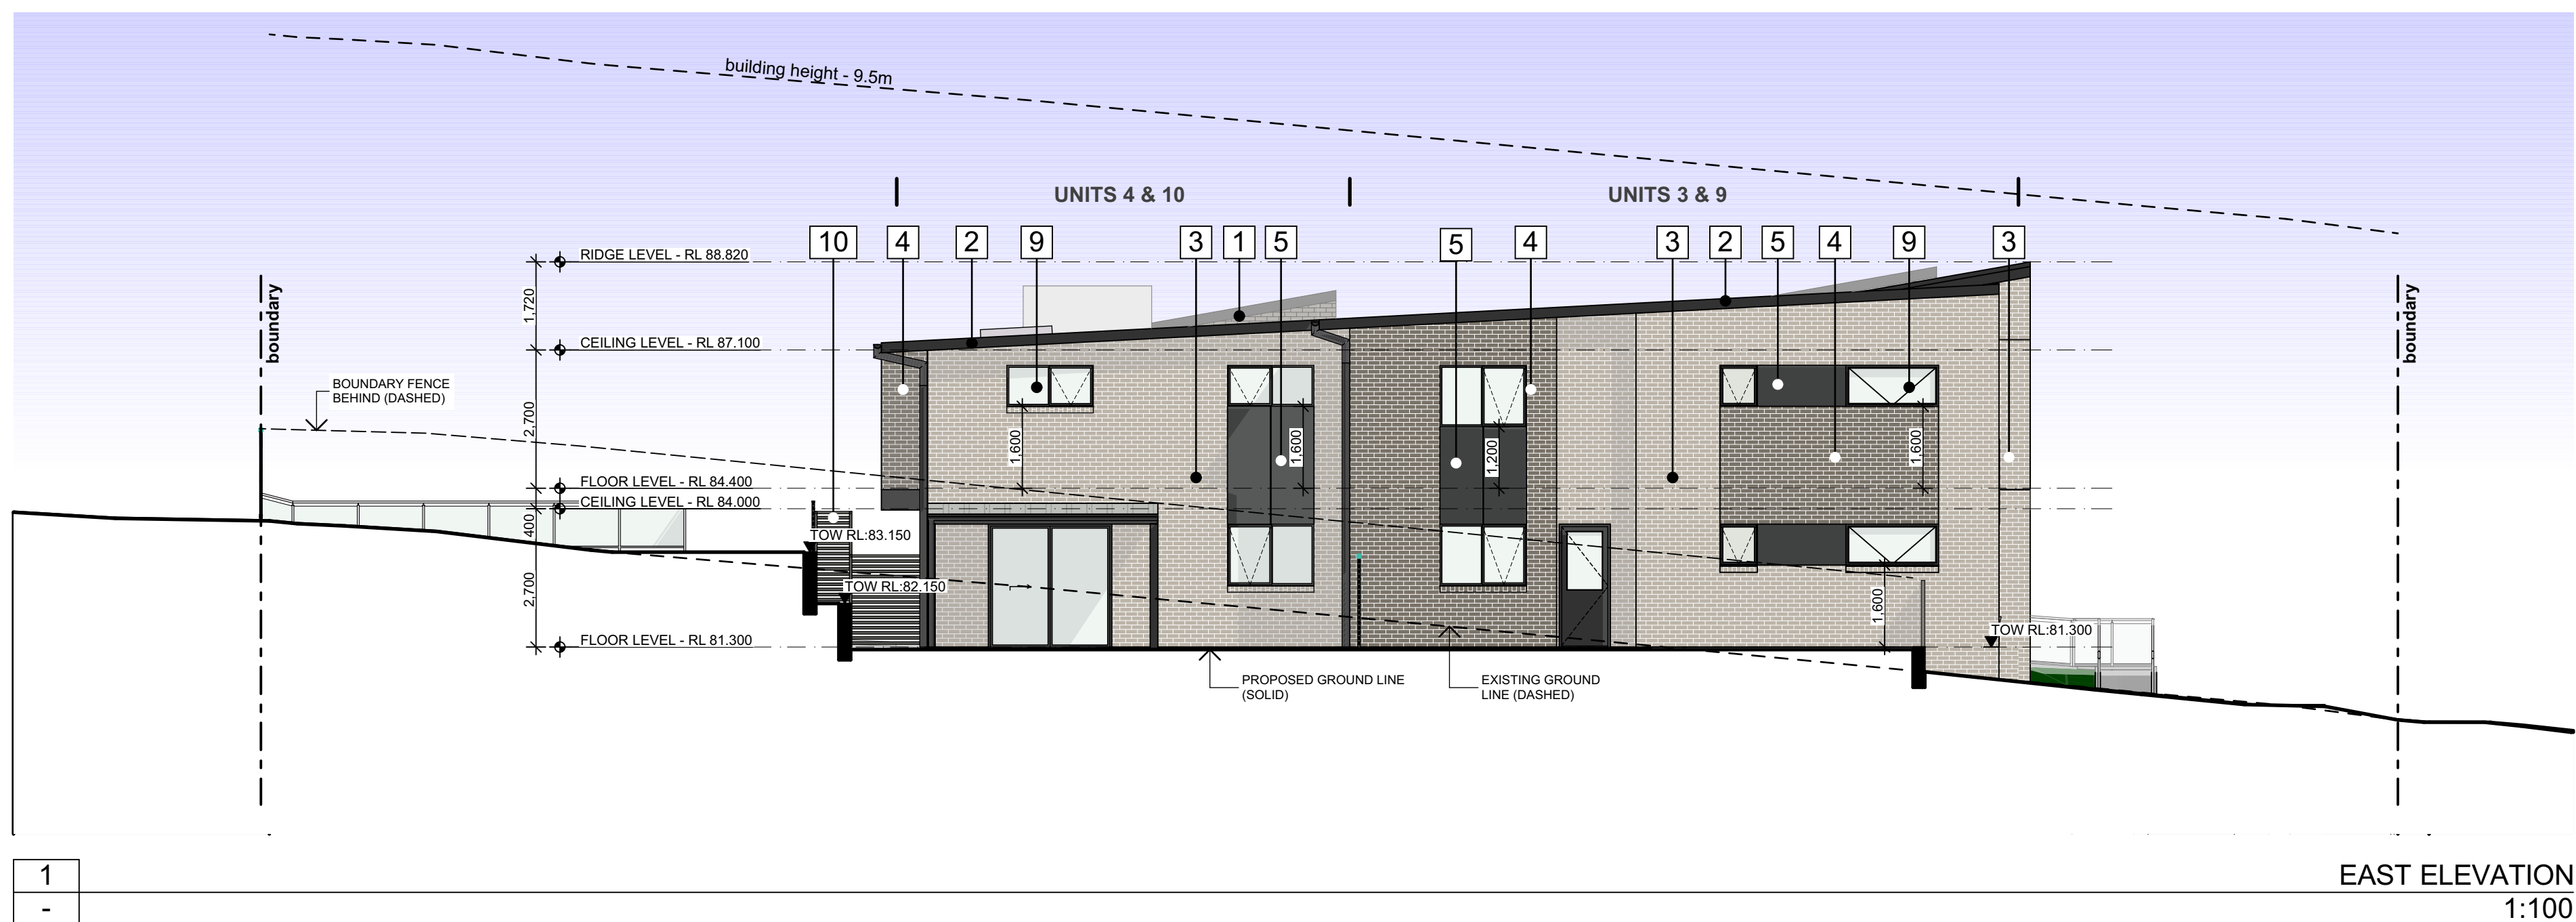 building height - 9.5m
UNITS 4 & 10
UNITS 3 & 9
10
4
2
9
3
1
5
5
4
3
2
5
4
9
3
RIDGE LEVEL - RL 88.820
1,720
boundary
boundary
CEILING LEVEL - RL 87.100
BOUNDARY FENCE
BEHIND (DASHED)
2,700
1,600
1,600
1,200
1,600
FLOOR LEVEL - RL 84.400
CEILING LEVEL - RL 84.000
400
TOW RL:83.150
TOW RL:82.150
2,700
1,600
TOW RL:81.300
FLOOR LEVEL - RL 81.300
PROPOSED GROUND LINE
(SOLID)
EXISTING GROUND
LINE (DASHED)
1
-
EAST ELEVATION
1:100